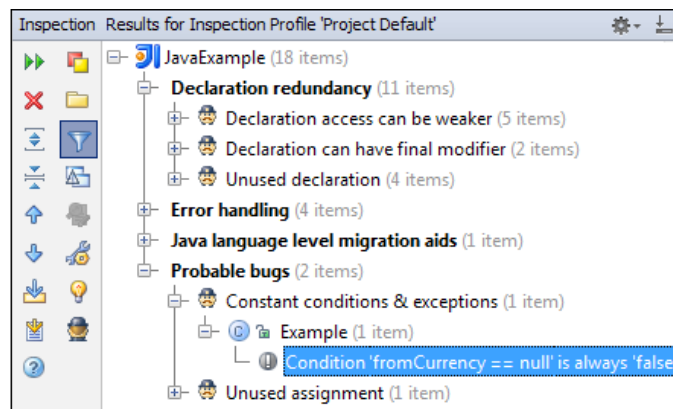 Inspection Results for Inspection Profile 'Project Default'
JavaExample (18 items)
Declaration redundancy (11 items)
Declaration access can be weaker (5 items)
Declaration can have final modifier (2 items)
Unused declaration (4 items)
Error handling (4 items)
Java language level migration aids (1 item)
Probable bugs (2 items)
Constant conditions & exceptions (1 item)
Example (1 item)
Condition 'fromCurrency == null' is always 'false
Unused assignment (1 item)